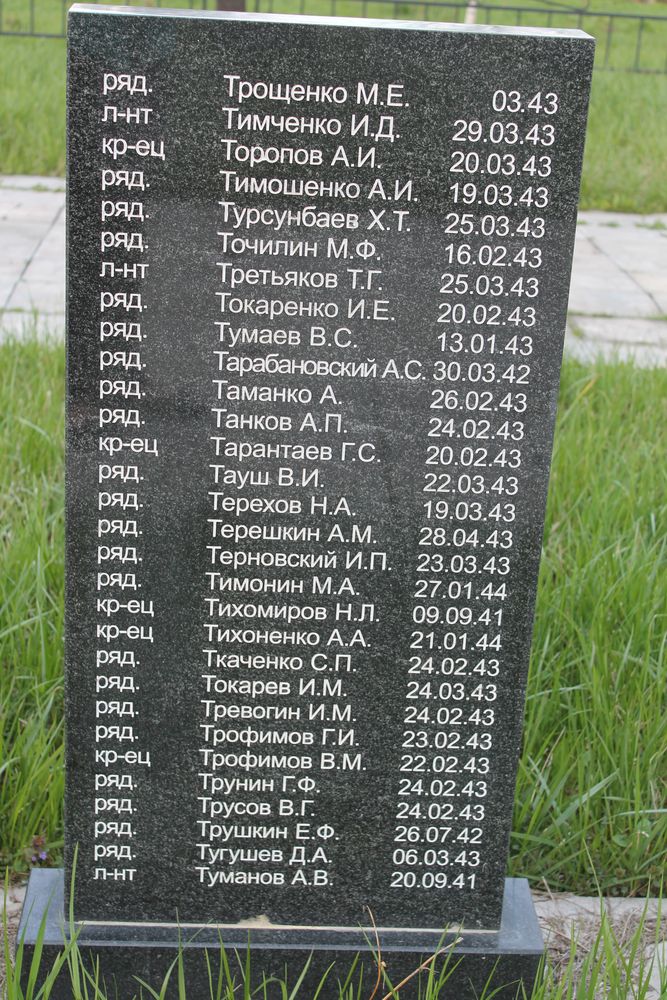 ряд. Трощенко М.Е. 03.43
л-нт Тимченко И.Д. 29.03.43
кр-ец Торопов А.И. 20.03.43
ряд. Тимошенко А.И. 19.03.43
ряд. Турсунбаев Х.Т. 25.03.43
ряд. Точилин М.Ф. 16.02.43
л-нт Третьяков Т.Г. 25.03.43
ряд. Токаренко И.Е. 20.02.43
ряд. Тумаев В.С. 13.01.43
ряд. Тарабановский А.С. 30.03.42
ряд. Таманко А. 26.02.43
ряд. Танков А.П. 24.02.43
кр-ец Тарантаев Г.С. 20.02.43
ряд. Тауш В.И. 22.03.43
ряд. Терехов Н.А. 19.03.43
ряд. Терешкин А.М. 28.04.43
ряд. Терновский И.П. 23.03.43
ряд. Тимонин М.А. 27.01.44
кр-ец Тихомиров Н.Л. 09.09.41
кр-ец Тихоненко А.А. 21.01.44
ряд. Ткаченко С.П. 24.02.43
ряд. Токарев И.М. 24.03.43
ряд. Тревогин И.М. 24.02.43
ряд. Трофимов Г.И. 23.02.43
кр-ец Трофимов В.М. 22.02.43
ряд. Трунин Г.Ф. 24.02.43
ряд. Трусов В.Г. 24.02.43
ряд. Трушкин Е.Ф. 26.07.42
ряд. Тугушев Д.А. 06.03.43
л-нт Туманов А.В. 20.09.41